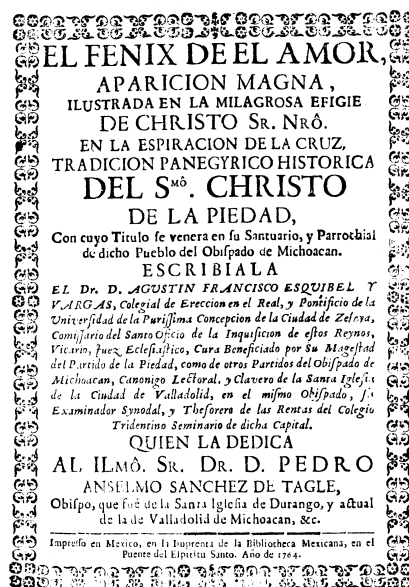 EL FENIX DE EL AMOR,
APARICION MAGNA,
ILUSTRADA EN LA MILAGROSA EFIGIE
DE CHRISTO SR. NRÔ.
EN LA ESPIRACION DE LA CRUZ,
TRADICION PANEGYRICO HISTORICA
DEL Sᴹᴼ̂. CHRISTO
DE LA PIEDAD,
Con cuyo Titulo ſe venera en ſu Santuario, y Parrochial
de dicho Pueblo del Obiſpado de Michoacan.
ESCRIBIALA
EL Dr. D. AGUSTIN FRANCISCO ESQUIBEL Y
VARGAS, Colegial de Ereccion en el Real, y Pontificio de la
Univerſidad de la Puriſſima Concepcion de la Ciudad de Zelaya,
Comiſſario del Santo Oficio de la Inquiſicion de eſtos Reynos,
Vicario, Juez Ecleſiaſtico, Cura Beneficiado por Su Mageſtad
del Partido de la Piedad, como de otros Partidos del Obiſpado de
Michoacan, Canonigo Lectoral, y Clavero de la Santa Igleſia
de la Ciudad de Valladolid, en el miſmo Obiſpado, ſu
Examinador Synodal, y Theſorero de las Rentas del Colegio
Tridentino Seminario de dicha Capital.
QUIEN LA DEDICA
AL ILMÔ. SR. DR. D. PEDRO
ANSELMO SANCHEZ DE TAGLE,
Obiſpo, que fué de la Santa Igleſia de Durango, y actual
de la de Valladolid de Michoacan, &c.
Impreſſo en Mexico, en la Imprenta de la Bibliotheca Mexicana, en el
Puente del Eſpiritu Santo. Año de 1764.